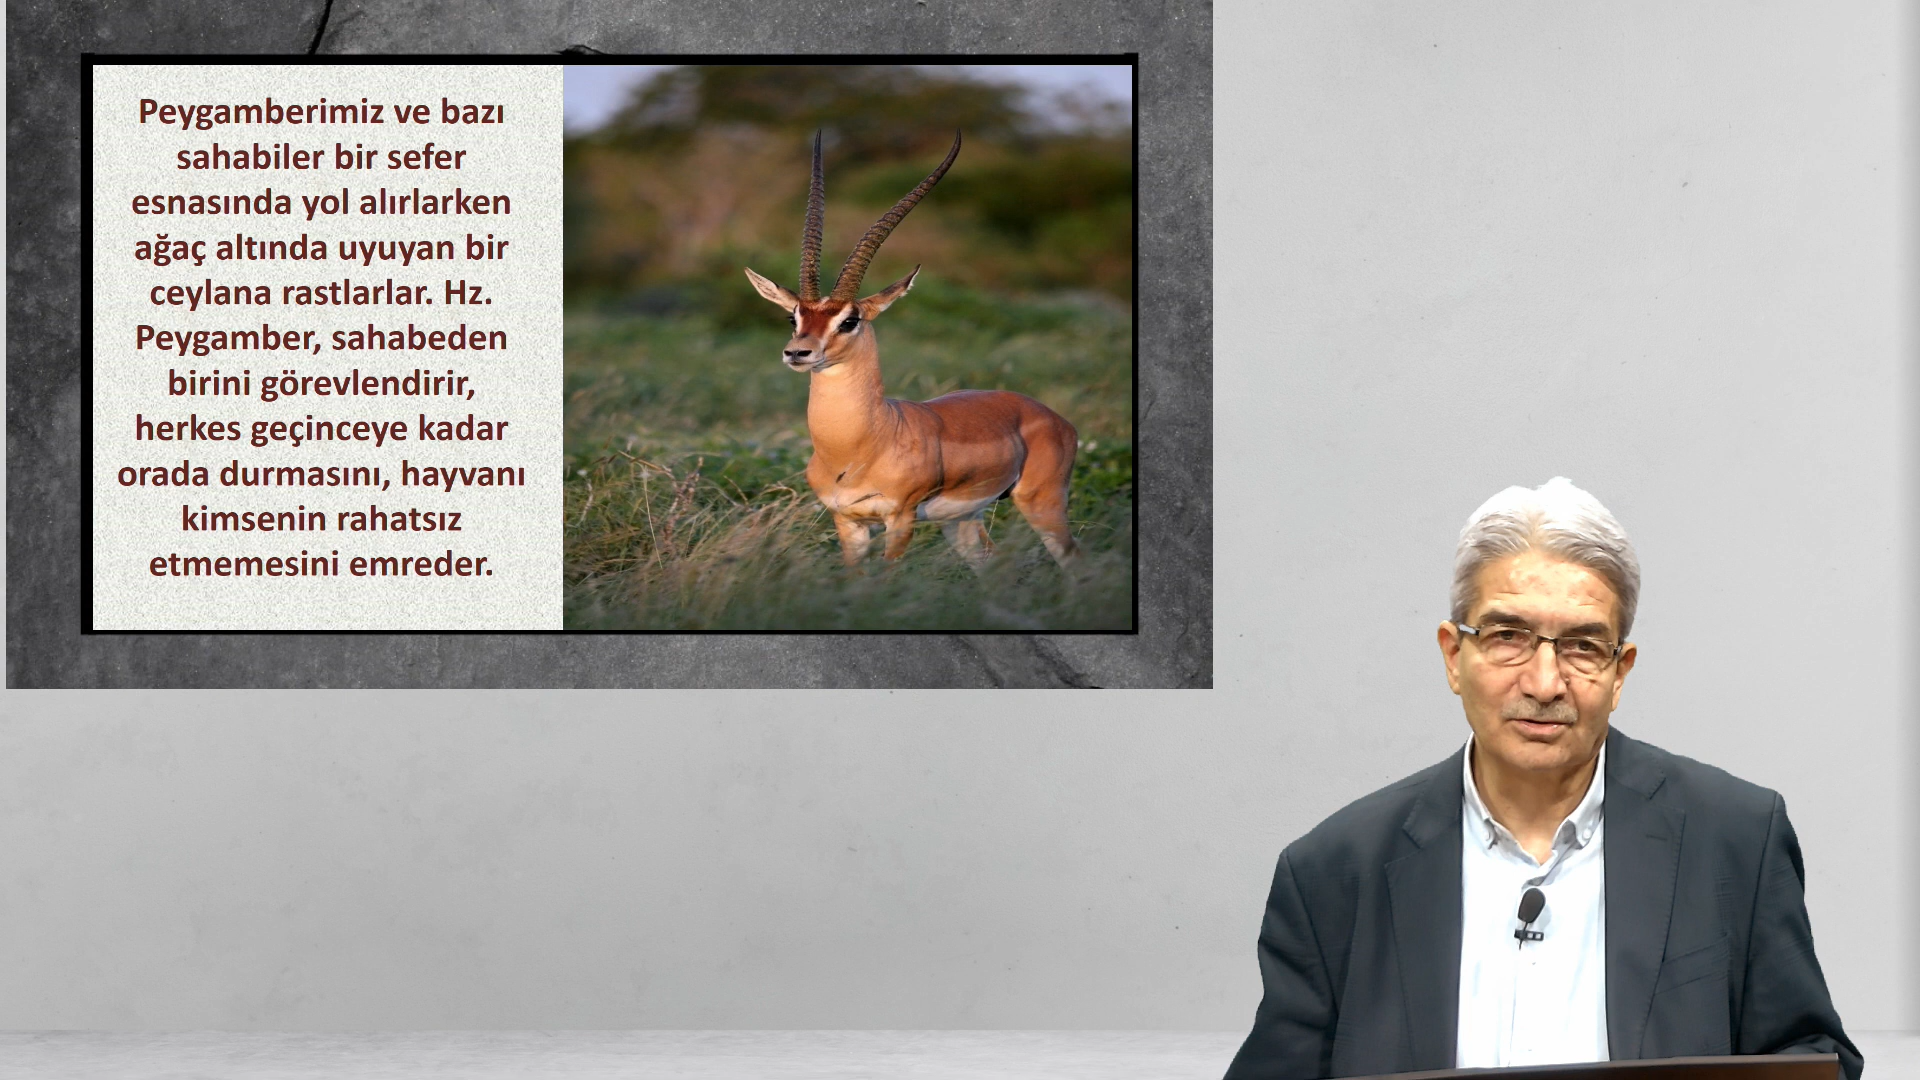 Peygamberimiz ve bazı
sahabiler bir sefer
esnasında yol alırlarken
ağaç altında uyuyan bir
ceylana rastlarlar. Hz.
Peygamber, sahabeden
birini görevlendirir,
herkes geçinceye kadar
orada durmasını, hayvanı
kimsenin rahatsız
etmemesini emreder.